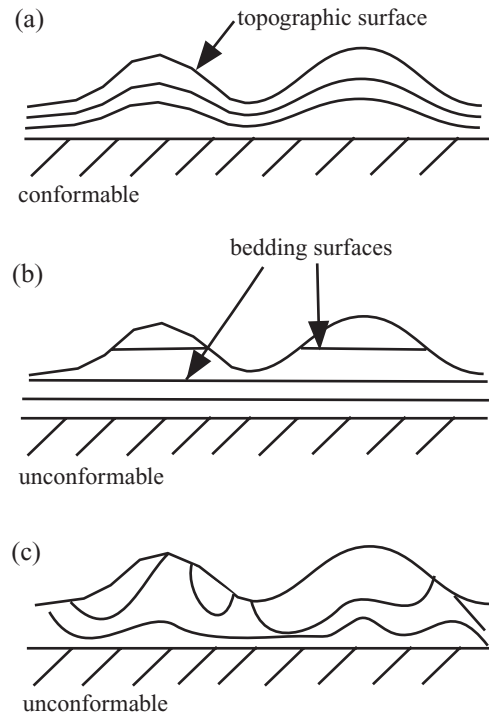 (a)
topographic surface
conformable
bedding surfaces
(b)
unconformable
(c)
unconformable